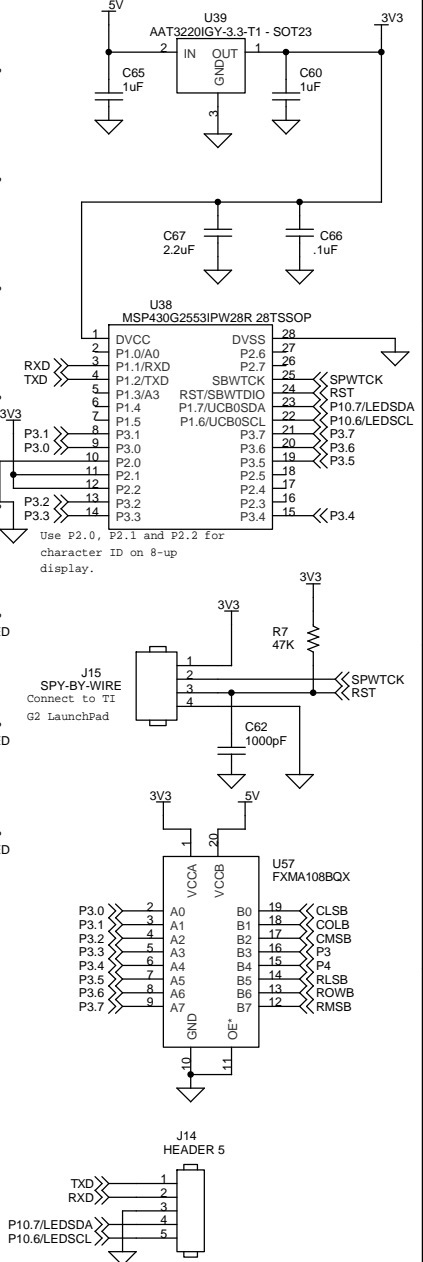 5V
3V3
U39
AAT3220IGY-3.3-T1 - SOT23
2 IN OUT 1
GND
3
C65
1uF
C60
1uF
C67
2.2uF
C66
.1uF
U38
MSP430G2553IPW28R 28TSSOP
1 DVCC DVSS 28
2 P1.0/A0 P2.6 27
RXD 3 P1.1/RXD P2.7 26
TXD 4 P1.2/TXD SBWTCK 25 SPWTCK
5 P1.3/A3 RST/SBWTDIO 24 RST
6 P1.4 P1.7/UCB0SDA 23 P10.7/LEDSDA
7 P1.5 P1.6/UCB0SCL 22 P10.6/LEDSCL
3V3
P3.1 8 P3.1 P3.7 21 P3.7
P3.0 9 P3.0 P3.6 20 P3.6
10 P2.0 P3.5 19 P3.5
11 P2.1 P2.5 18
12 P2.2 P2.4 17
P3.2 13 P3.2 P2.3 16
P3.3 14 P3.3 P3.4 15 P3.4
Use P2.0, P2.1 and P2.2 for
character ID on 8-up
display.
3V3
3V3
R7
47K
J15
SPY-BY-WIRE
Connect to TI
G2 LaunchPad
1
2
3
4
SPWTCK
RST
C62
1000pF
ED
ED
ED
3V3
5V
1
20
VCCA
VCCB
U57
FXMA108BQX
P3.0 2 A0 B0 19 CLSB
P3.1 3 A1 B1 18 COLB
P3.2 4 A2 B2 17 CMSB
P3.3 5 A3 B3 16 P3
P3.4 6 A4 B4 15 P4
P3.5 7 A5 B5 14 RLSB
P3.6 8 A6 B6 13 ROWB
P3.7 9 A7 B7 12 RMSB
GND
OE*
10
11
J14
HEADER 5
TXD 1
RXD 2
3
P10.7/LEDSDA 4
P10.6/LEDSCL 5